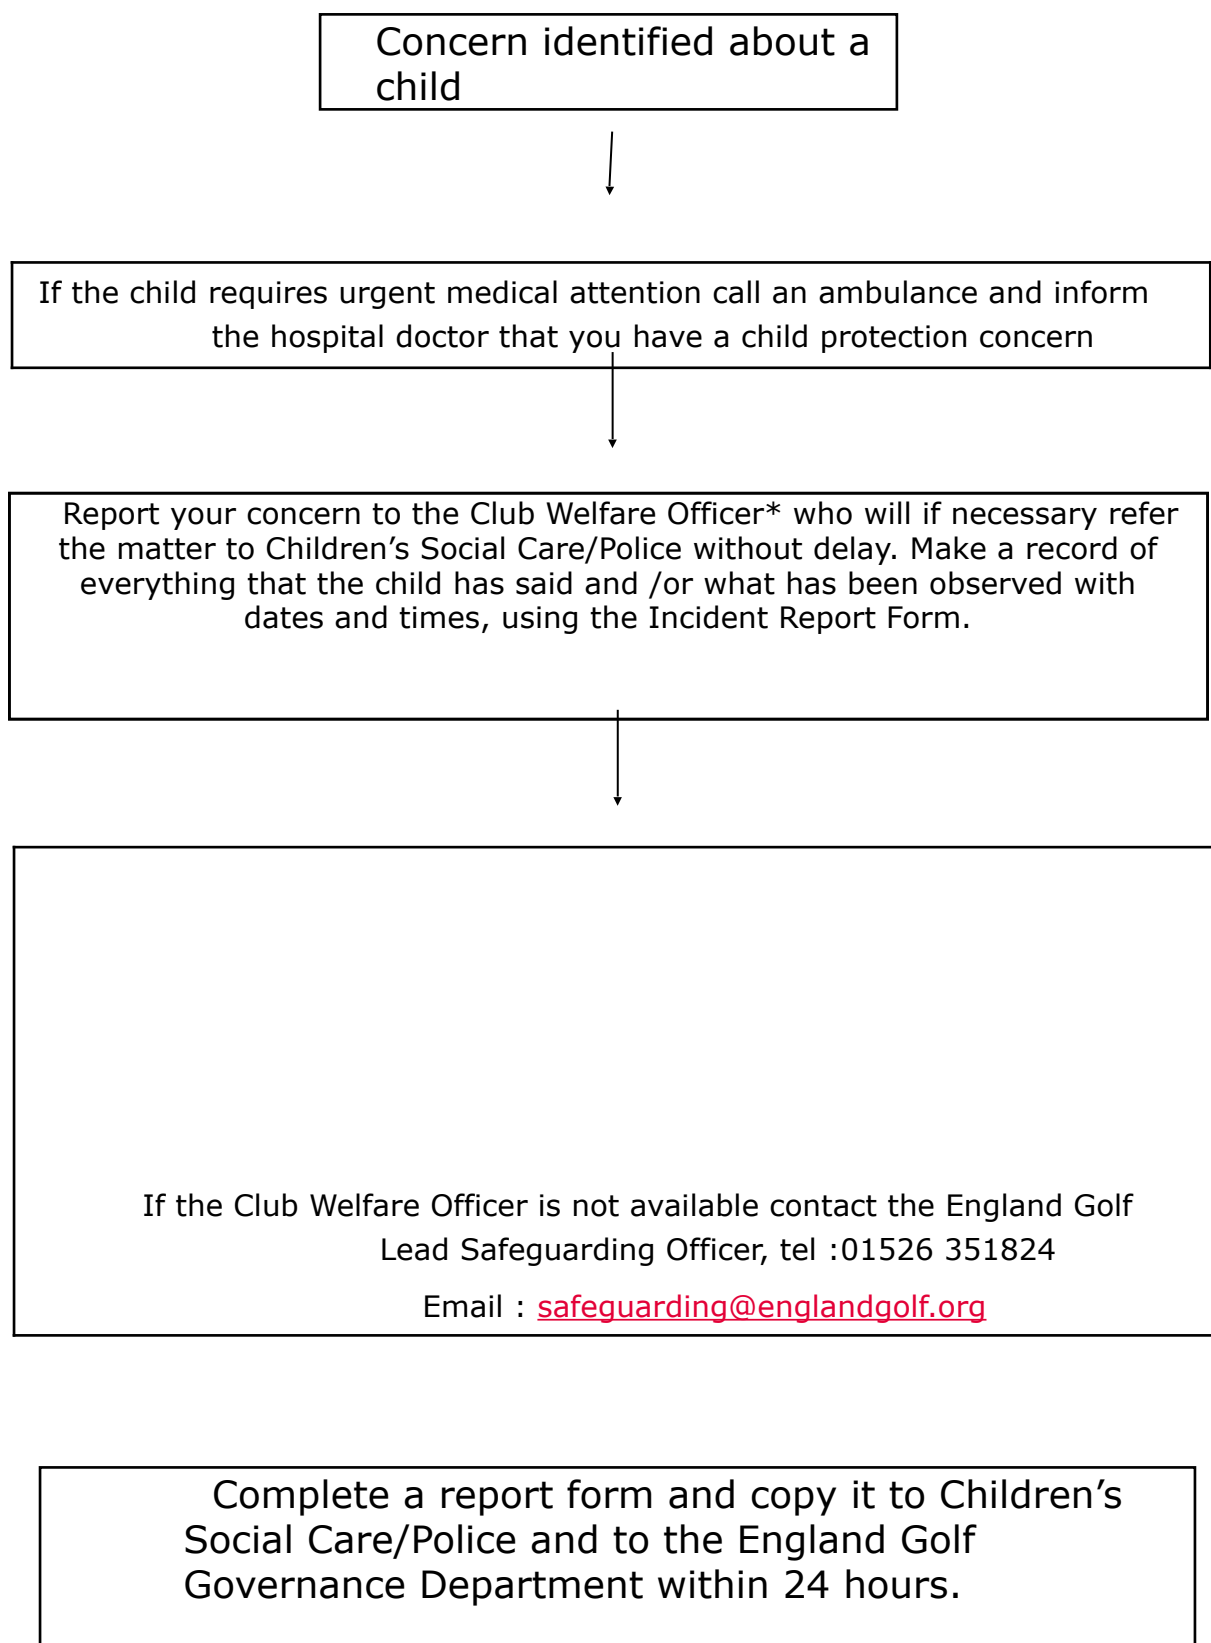 Concern identified about a
child
If the child requires urgent medical attention call an ambulance and inform
the hospital doctor that you have a child protection concern
Report your concern to the Club Welfare Officer* who will if necessary refer
the matter to Children’s Social Care/Police without delay. Make a record of
everything that the child has said and /or what has been observed with
dates and times, using the Incident Report Form.
If the Club Welfare Officer is not available contact the England Golf
Lead Safeguarding Officer, tel :01526 351824
Email : safeguarding@englandgolf.org
Complete a report form and copy it to Children’s
Social Care/Police and to the England Golf
Governance Department within 24 hours.